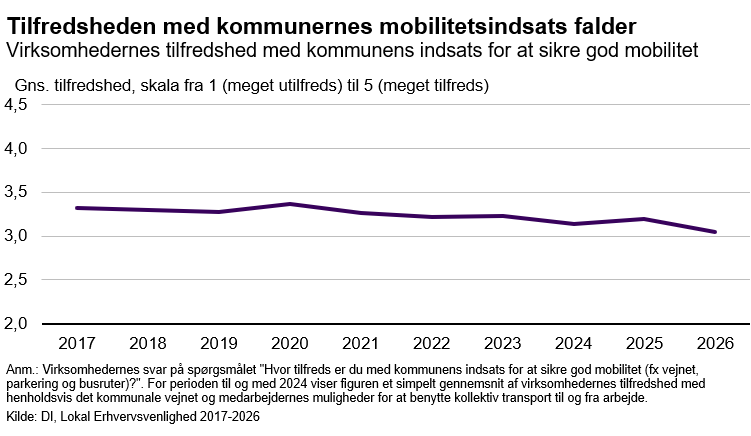 Tilfredsheden med kommunernes mobilitetsindsats falder
Virksomhedernes tilfredshed med kommunens indsats for at sikre god mobilitet
Gns. tilfredshed, skala fra 1 (meget utilfreds) til 5 (meget tilfreds)
4,5
4,0
3,5
3,0
2,5
2,0
2017 2018 2019 2020 2021 2022 2023 2024 2025 2026
Anm.: Virksomhedernes svar på spørgsmålet "Hvor tilfreds er du med kommunens indsats for at sikre god mobilitet (fx vejnet,
parkering og busruter)?". For perioden til og med 2024 viser figuren et simpelt gennemsnit af virksomhedernes tilfredshed med
henholdsvis det kommunale vejnet og medarbejdernes muligheder for at benytte kollektiv transport til og fra arbejde.
Kilde: DI, Lokal Erhvervsvenlighed 2017-2026